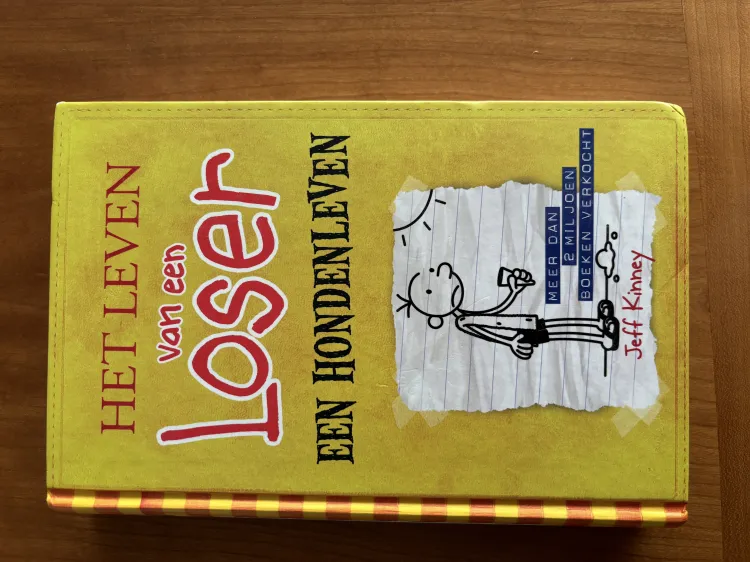 HET LEVEN
van een
Loser
EEN HONDENLEVEN
MEER DAN
2 MILJOEN
BOEKEN VERKOCHT
Jeff Kinney